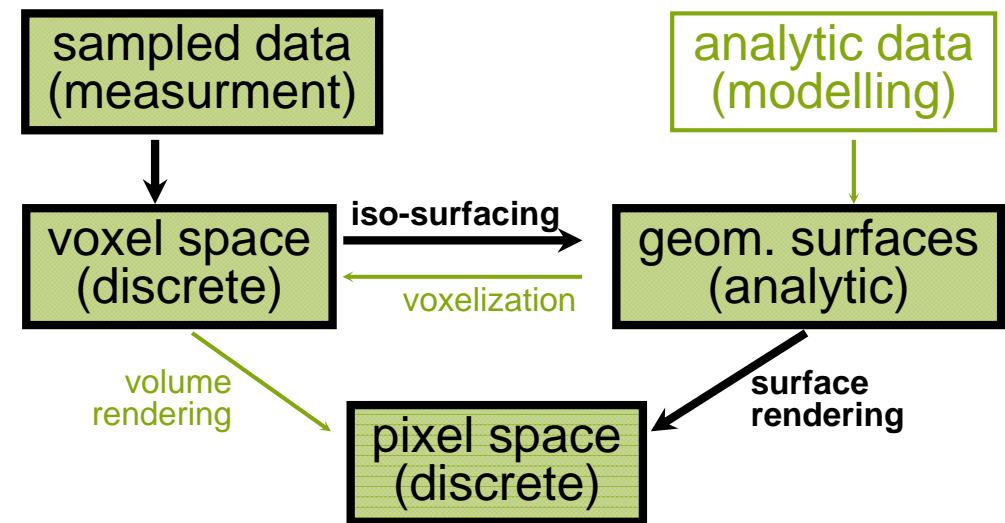 sampled data
(measurment)
analytic data
(modelling)
iso-surfacing
voxel space
(discrete)
geom. surfaces
(analytic)
voxelization
volume
rendering
surface
rendering
pixel space
(discrete)